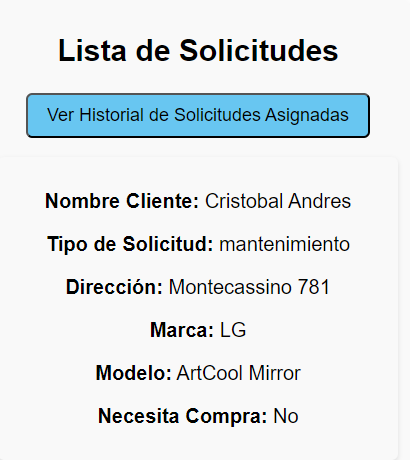 Lista de Solicitudes
Ver Historial de Solicitudes Asignadas
Nombre Cliente: Cristobal Andres
Tipo de Solicitud: mantenimiento
Dirección: Montecassino 781
Marca: LG
Modelo: ArtCool Mirror
Necesita Compra: No